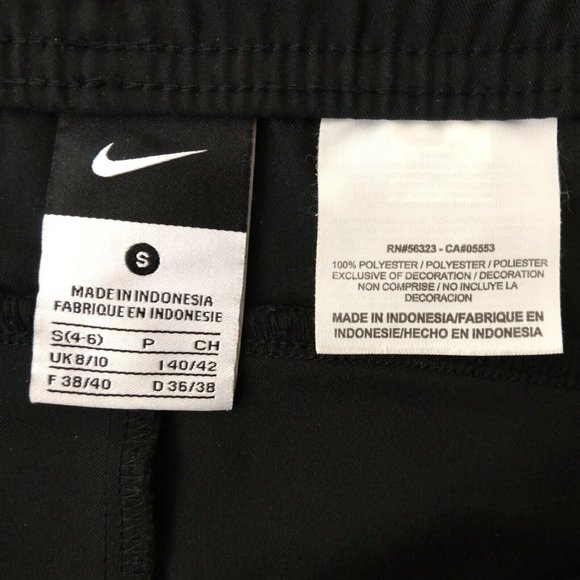 S
MADE IN INDONESIA
FABRIQUE EN INDONESIE
S(4-6) P CH
UK 8/10 I 40/42
F 38/40 D 36/38
RN#56323 - CA#05553
100% POLYESTER / POLYESTER / POLIESTER
EXCLUSIVE OF DECORATION / DECORATION
NON COMPRISE / NO INCLUYE LA
DECORACION
MADE IN INDONESIA/FABRIQUE EN
INDONESIE/HECHO EN INDONESIA